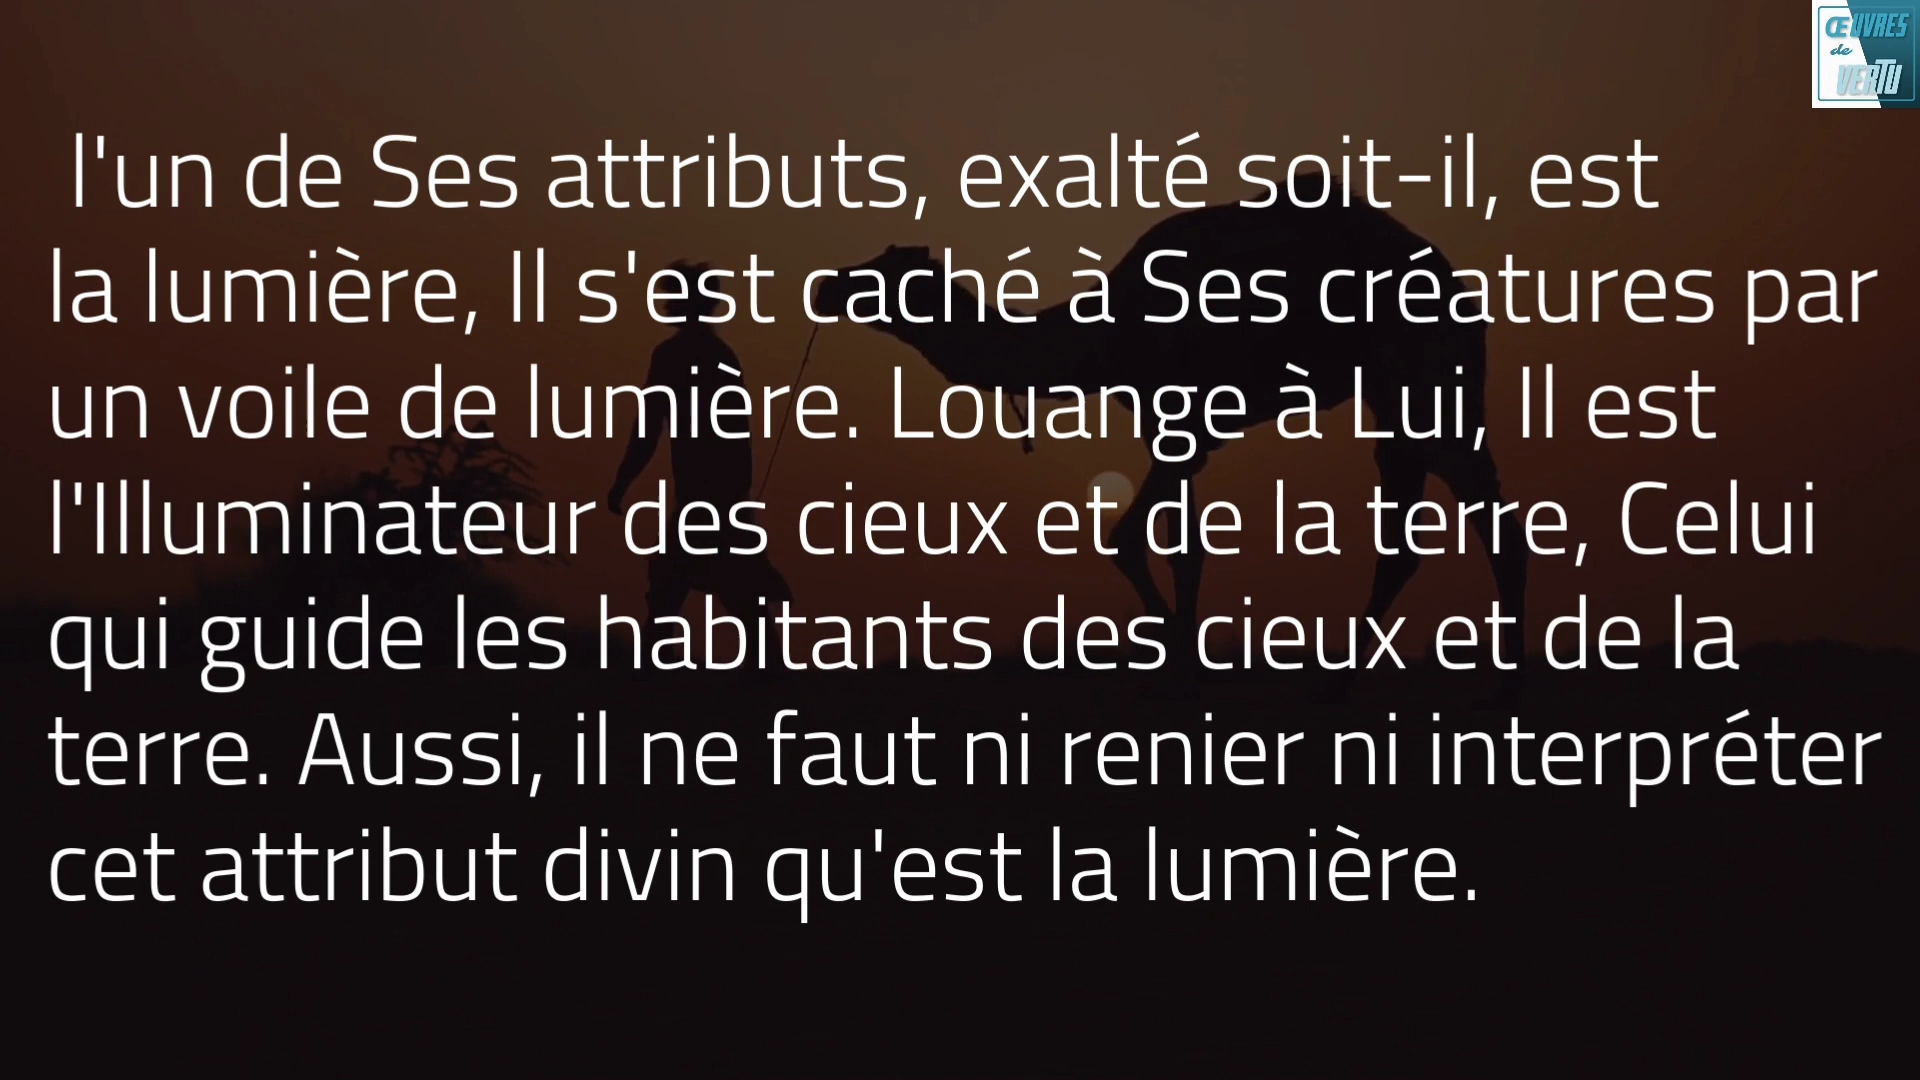 ŒUVRES
de
VERTU
l'un de Ses attributs, exalté soit-il, est
la lumière, Il s'est caché à Ses créatures par
un voile de lumière. Louange à Lui, Il est
l'Illuminateur des cieux et de la terre, Celui
qui guide les habitants des cieux et de la
terre. Aussi, il ne faut ni renier ni interpréter
cet attribut divin qu'est la lumière.